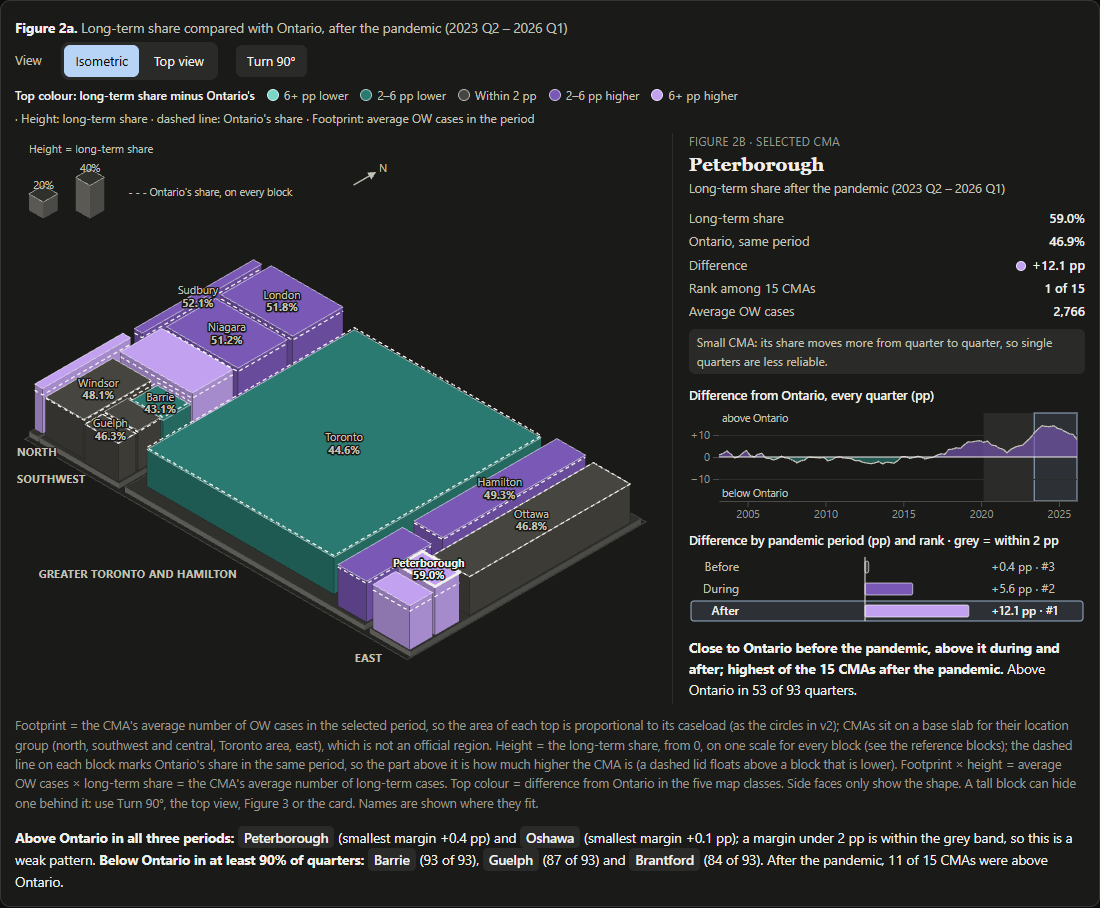 Figure 2a. Long-term share compared with Ontario, after the pandemic (2023 Q2 – 2026 Q1)
View
Isometric
Top view
Turn 90°
Top colour: long-term share minus Ontario's
6+ pp lower
2–6 pp lower
Within 2 pp
2–6 pp higher
6+ pp higher
· Height: long-term share · dashed line: Ontario's share · Footprint: average OW cases in the period
Height = long-term share
20%
40%
- - - Ontario's share, on every block
N
Sudbury
52.1%
London
51.8%
Niagara
51.2%
Windsor
48.1%
Barrie
43.1%
Guelph
46.3%
Toronto
44.6%
Hamilton
49.3%
Ottawa
46.8%
Peterborough
59.0%
NORTH
SOUTHWEST
GREATER TORONTO AND HAMILTON
EAST
FIGURE 2B · SELECTED CMA
Peterborough
Long-term share after the pandemic (2023 Q2 – 2026 Q1)
Long-term share 59.0%
Ontario, same period 46.9%
Difference +12.1 pp
Rank among 15 CMAs 1 of 15
Average OW cases 2,766
Small CMA: its share moves more from quarter to quarter, so single
quarters are less reliable.
Difference from Ontario, every quarter (pp)
above Ontario
+10
0
−10
below Ontario
2005 2010 2015 2020 2025
Difference by pandemic period (pp) and rank · grey = within 2 pp
Before +0.4 pp · #3
During +5.6 pp · #2
After +12.1 pp · #1
Close to Ontario before the pandemic, above it during and
after; highest of the 15 CMAs after the pandemic. Above
Ontario in 53 of 93 quarters.
Footprint = the CMA's average number of OW cases in the selected period, so the area of each top is proportional to its caseload (as the circles in v2); CMAs sit on a base slab for their location
group (north, southwest and central, Toronto area, east), which is not an official region. Height = the long-term share, from 0, on one scale for every block (see the reference blocks); the dashed
line on each block marks Ontario's share in the same period, so the part above it is how much higher the CMA is (a dashed lid floats above a block that is lower). Footprint × height = average
OW cases × long-term share = the CMA's average number of long-term cases. Top colour = difference from Ontario in the five map classes. Side faces only show the shape. A tall block can hide
one behind it: use Turn 90°, the top view, Figure 3 or the card. Names are shown where they fit.
Above Ontario in all three periods: Peterborough (smallest margin +0.4 pp) and Oshawa (smallest margin +0.1 pp); a margin under 2 pp is within the grey band, so this is a
weak pattern. Below Ontario in at least 90% of quarters: Barrie (93 of 93), Guelph (87 of 93) and Brantford (84 of 93). After the pandemic, 11 of 15 CMAs were above
Ontario.